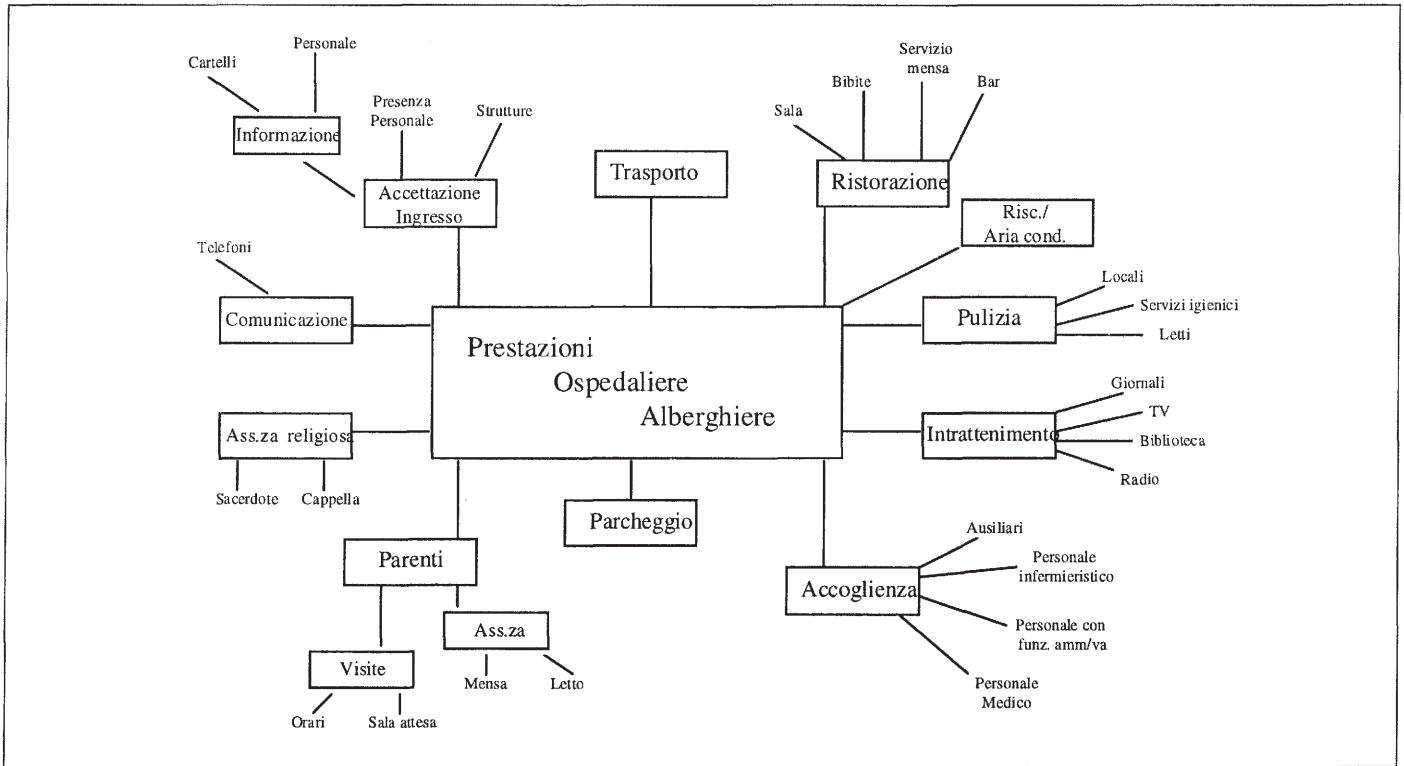 Personale
Cartelli
Informazione
Presenza
Personale
Strutture
Accettazione
Ingresso
Trasporto
Servizio
mensa
Bibite
Bar
Sala
Ristorazione
Risc./
Aria cond.
Telefoni
Comunicazione
Locali
Servizi igienici
Letti
Pulizia
Prestazioni
Ospedaliere
Alberghiere
Giornali
TV
Biblioteca
Radio
Intrattenimento
Ass.za religiosa
Sacerdote
Cappella
Parcheggio
Parenti
Ass.za
Mensa
Letto
Visite
Orari
Sala attesa
Accoglienza
Ausiliari
Personale
infermieristico
Personale con
funz. amm/va
Personale
Medico